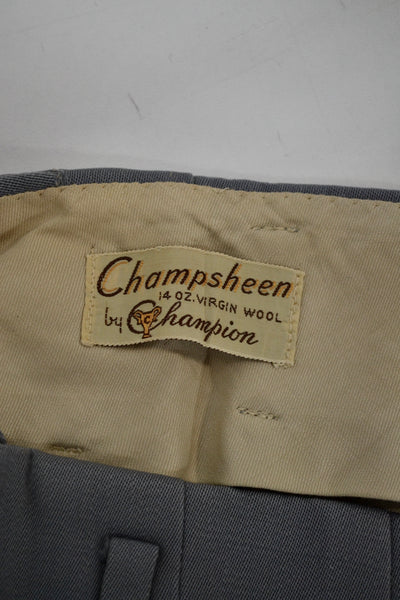 Champsheen
14 OZ. VIRGIN WOOL
by Champion
C